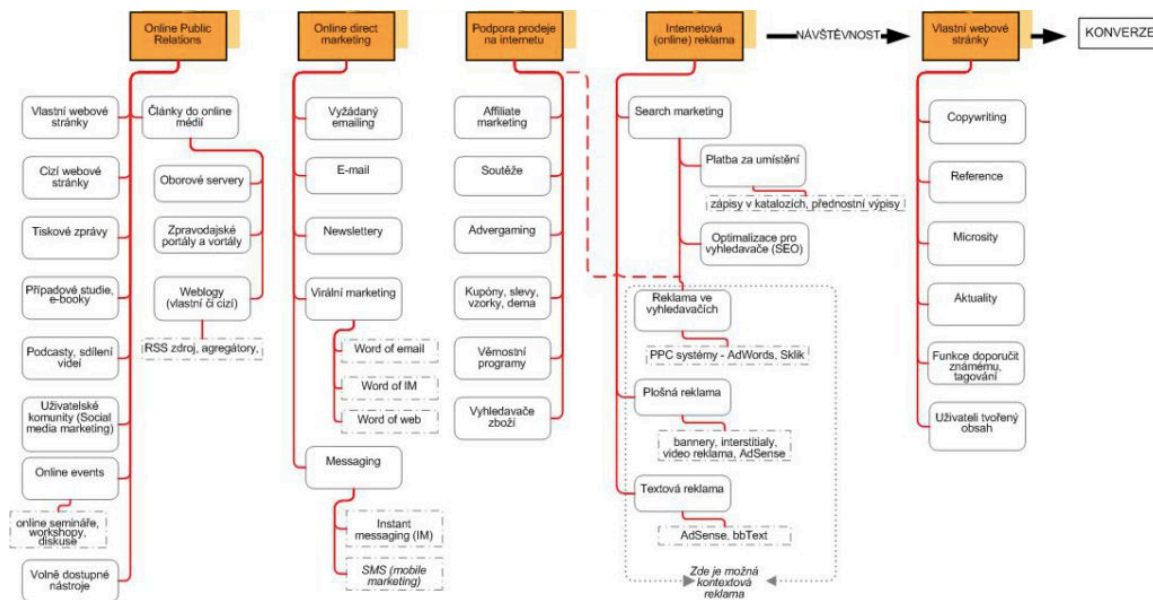 Online Public
Relations
Online direct
marketing
Podpora prodeje
na internetu
Internetová
(online) reklama
NÁVŠTĚVNOST
Vlastní webové
stránky
KONVERZE
Vlastní webové
stránky
Cizí webové
stránky
Tiskové zprávy
Případové studie,
e-booky
Podcasty, sdílení
videí
Uživatelské
komunity (Social
media marketing)
Online events
online semináře,
workshopy,
diskuse
Volně dostupné
nástroje
Články do online
médií
Oborové servery
Zpravodajské
portály a vortály
Weblogy
(vlastní či cizí)
RSS zdroj, agregátory,
Vyžádaný
emailing
E-mail
Newslettery
Virální marketing
Word of email
Word of IM
Word of web
Messaging
Instant
messaging (IM)
SMS (mobile
marketing)
Affiliate
marketing
Soutěže
Advergaming
Kupóny, slevy,
vzorky, dema
Věrnostní
programy
Vyhledavače
zboží
Search marketing
Platba za umístění
zápisy v katalozích, přednostní výpisy
Optimalizace pro
vyhledavače (SEO)
Reklama ve
vyhledavačích
PPC systémy - AdWords, Sklik
Plošná reklama
bannery, interstitialy,
video reklama, AdSense
Textová reklama
AdSense, bbText
Zde je možná
kontextová
reklama
Copywriting
Reference
Microsity
Aktuality
Funkce doporučit
známému,
tagování
Uživateli tvořený
obsah